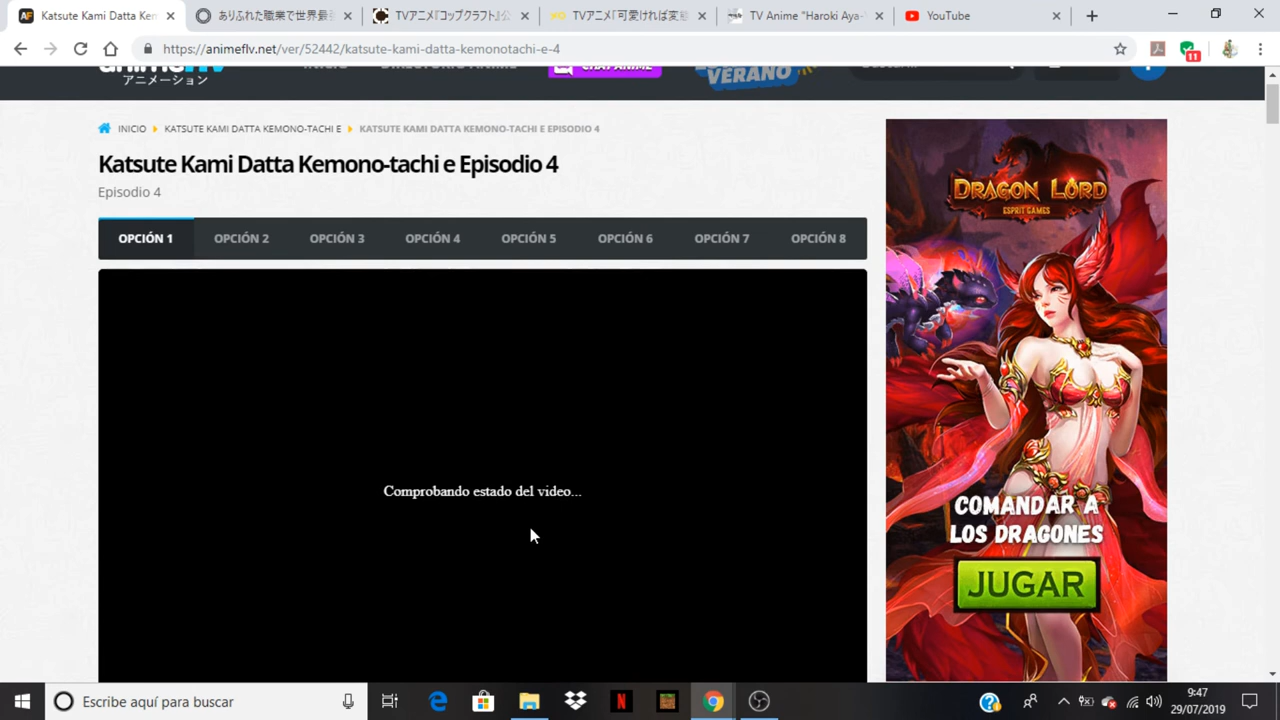 Katsute Kami Datta Kem
ありふれた職業で世界最
TVアニメ『コップクラフト』公
TVアニメ「可愛ければ変態
TV Anime "Haroki Aya-
YouTube
https://animeflv.net/ver/52442/katsute-kami-datta-kemonotachi-e-4
11
アニメーション
VERANO
INICIO
KATSUTE KAMI DATTA KEMONO-TACHI E
KATSUTE KAMI DATTA KEMONO-TACHI E EPISODIO 4
Katsute Kami Datta Kemono-tachi e Episodio 4
Episodio 4
OPCIÓN 1 OPCIÓN 2 OPCIÓN 3 OPCIÓN 4 OPCIÓN 5 OPCIÓN 6 OPCIÓN 7 OPCIÓN 8
Comprobando estado del video...
DRAGON LORD
ESPRIT GAMES
COMANDAR A
LOS DRAGONES
JUGAR
Escribe aquí para buscar
9:47
29/07/2019